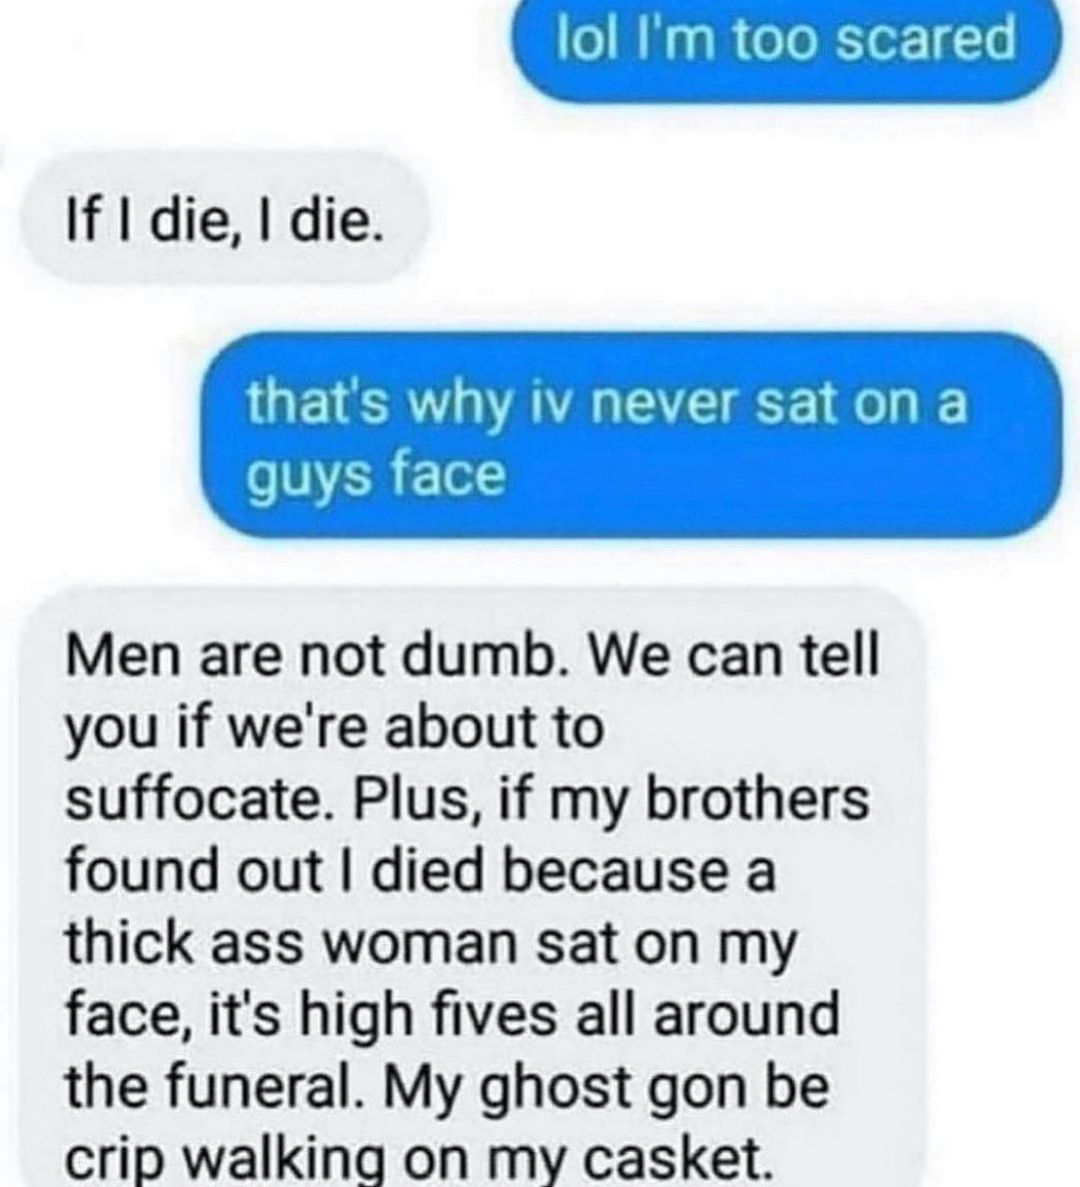 lol I'm too scared
If I die, I die.
that's why iv never sat on a
guys face
Men are not dumb. We can tell
you if we're about to
suffocate. Plus, if my brothers
found out I died because a
thick ass woman sat on my
face, it's high fives all around
the funeral. My ghost gon be
crip walking on my casket.